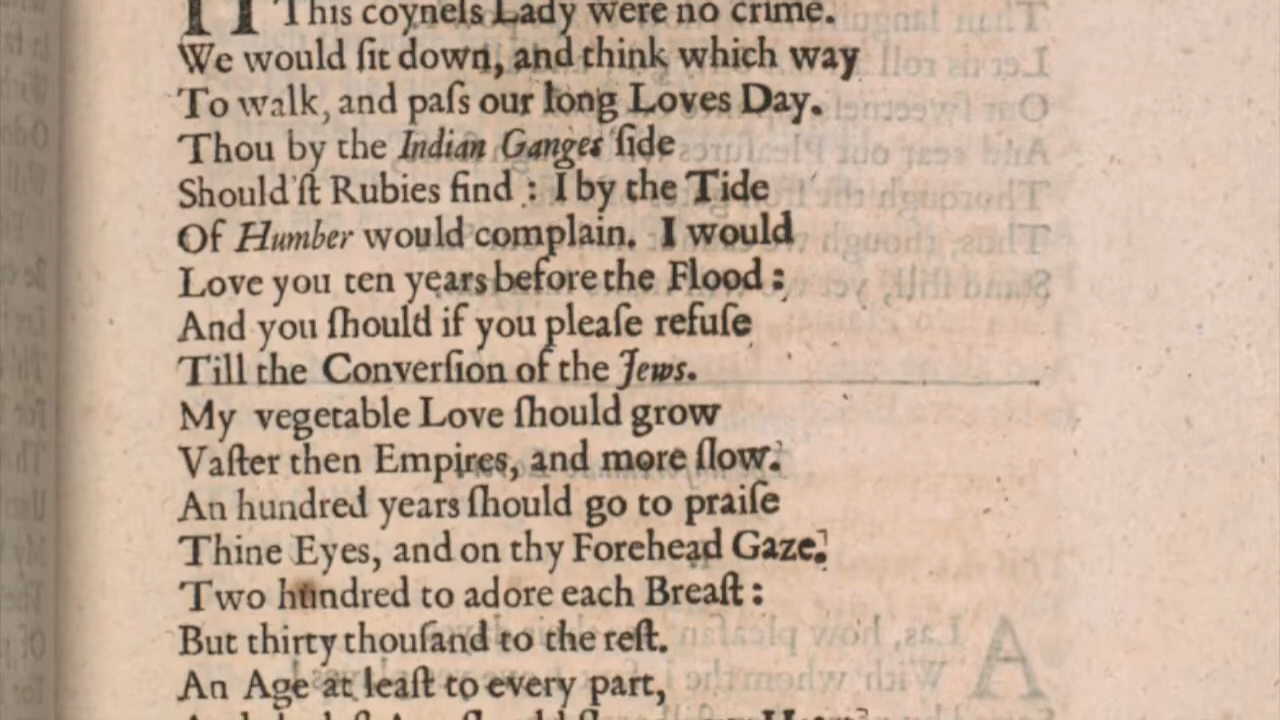 This coyneſs Lady were no crime.
We would ſit down, and think which way
To walk, and paſs our long Loves Day.
Thou by the Indian Ganges ſide
Should'ſt Rubies find : I by the Tide
Of Humber would complain. I would
Love you ten years before the Flood :
And you ſhould if you pleaſe refuſe
Till the Converſion of the Jews.
My vegetable Love ſhould grow
Vaſter then Empires, and more ſlow.
An hundred years ſhould go to praiſe
Thine Eyes, and on thy Forehead Gaze.
Two hundred to adore each Breaſt :
But thirty thouſand to the reſt.
An Age at leaſt to every part,